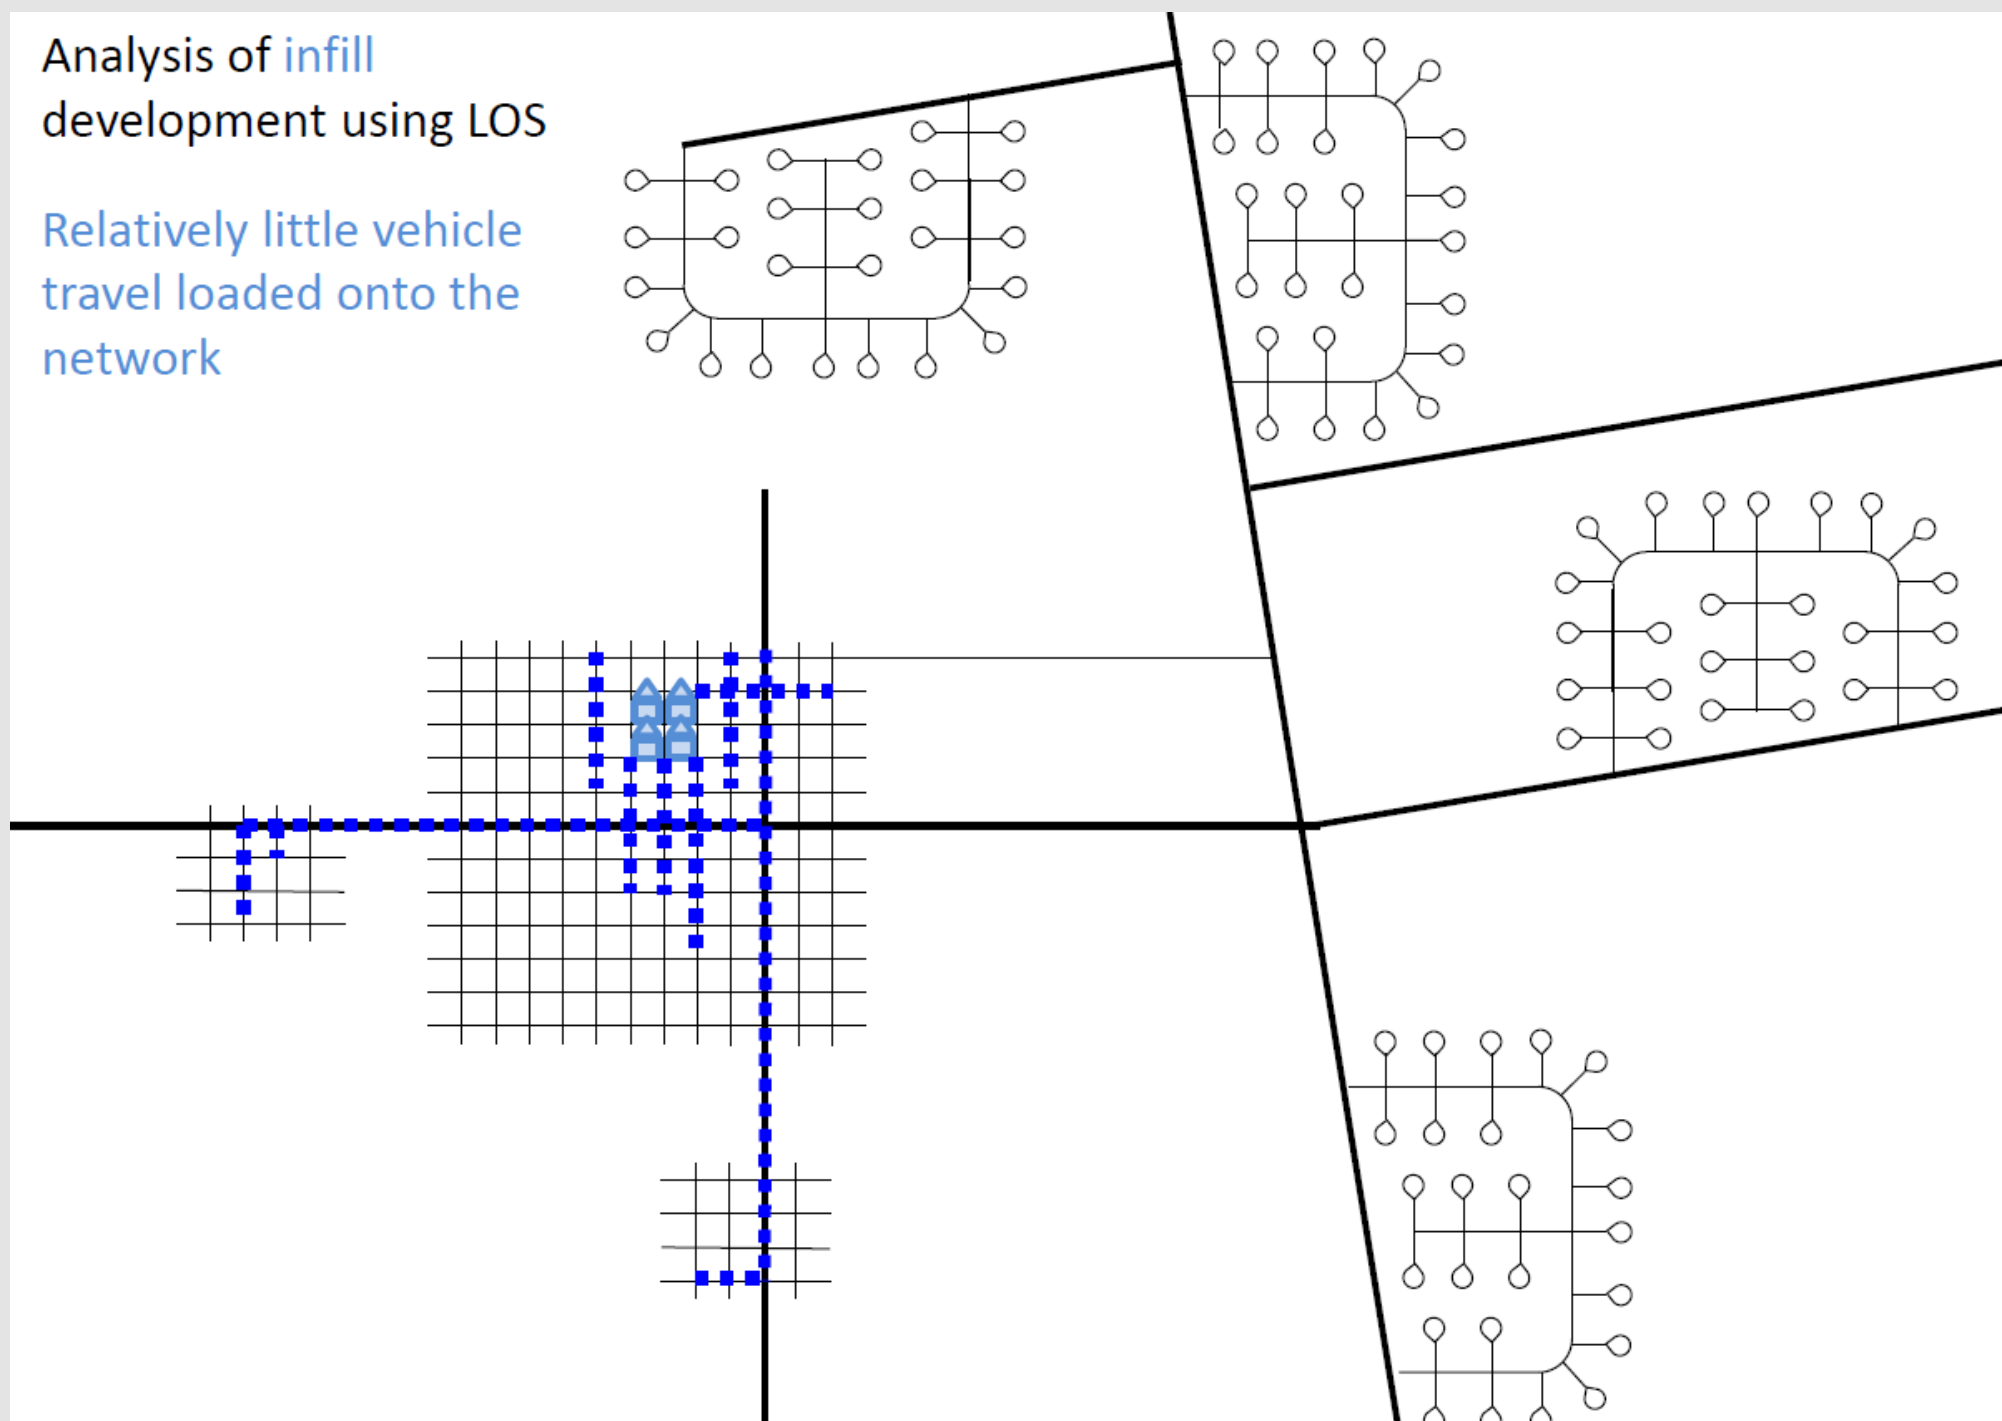 Analysis of infill
development using LOS
Relatively little vehicle
travel loaded onto the
network